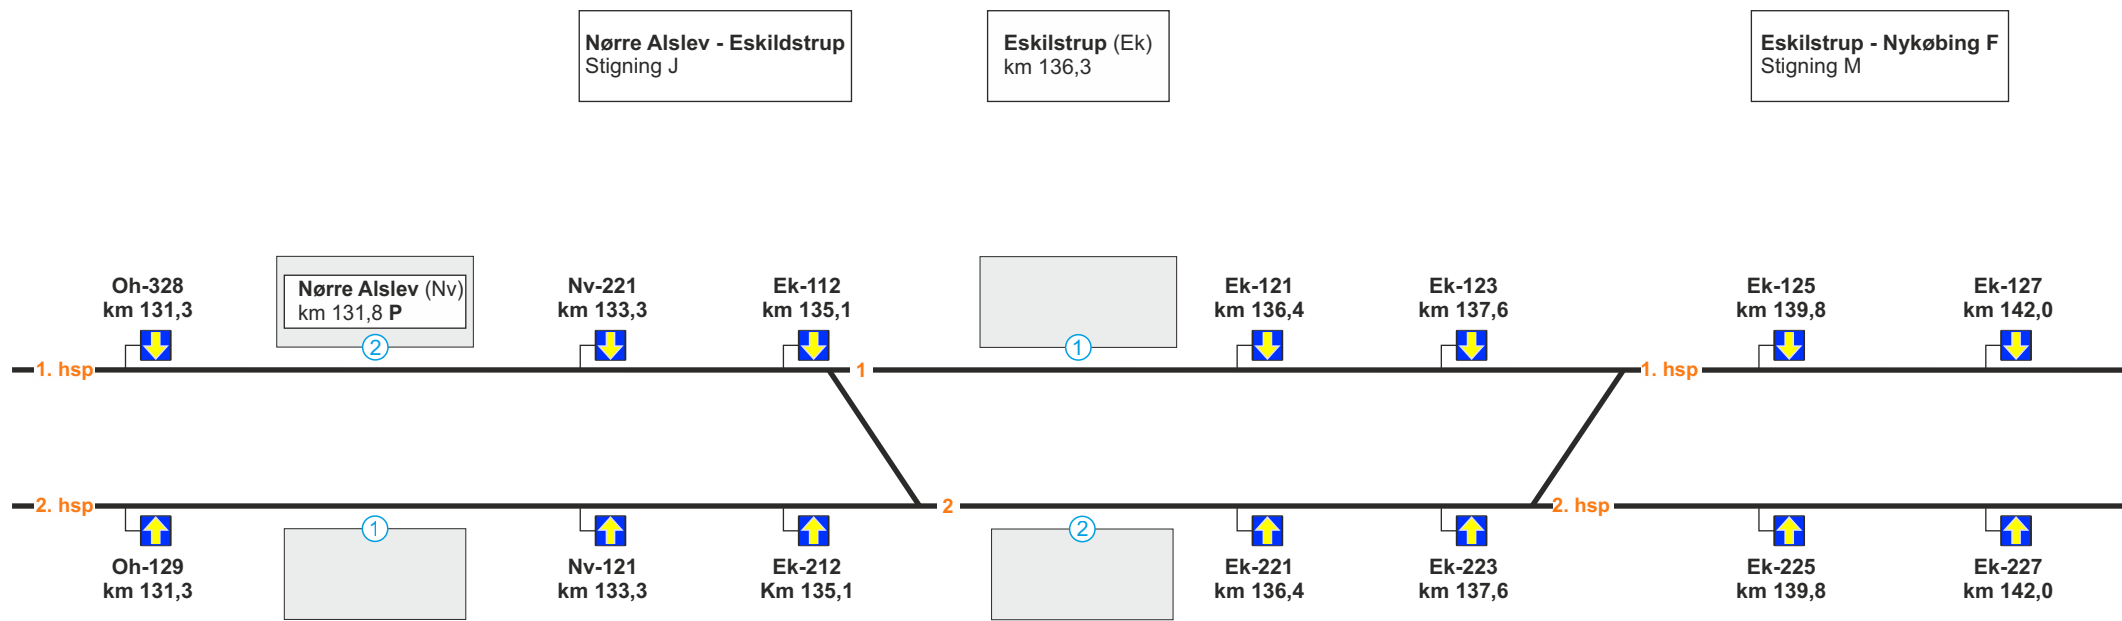 Nørre Alslev - Eskildstrup
Stigning J
Eskilstrup (Ek)
km 136,3
Eskilstrup - Nykøbing F
Stigning M
Oh-328
km 131,3
Nørre Alslev (Nv)
km 131,8 P
2
Nv-221
km 133,3
Ek-112
km 135,1
1
Ek-121
km 136,4
Ek-123
km 137,6
Ek-125
km 139,8
Ek-127
km 142,0
1. hsp
1
1. hsp
2. hsp
2
2. hsp
Oh-129
km 131,3
1
Nv-121
km 133,3
Ek-212
Km 135,1
2
Ek-221
km 136,4
Ek-223
km 137,6
Ek-225
km 139,8
Ek-227
km 142,0